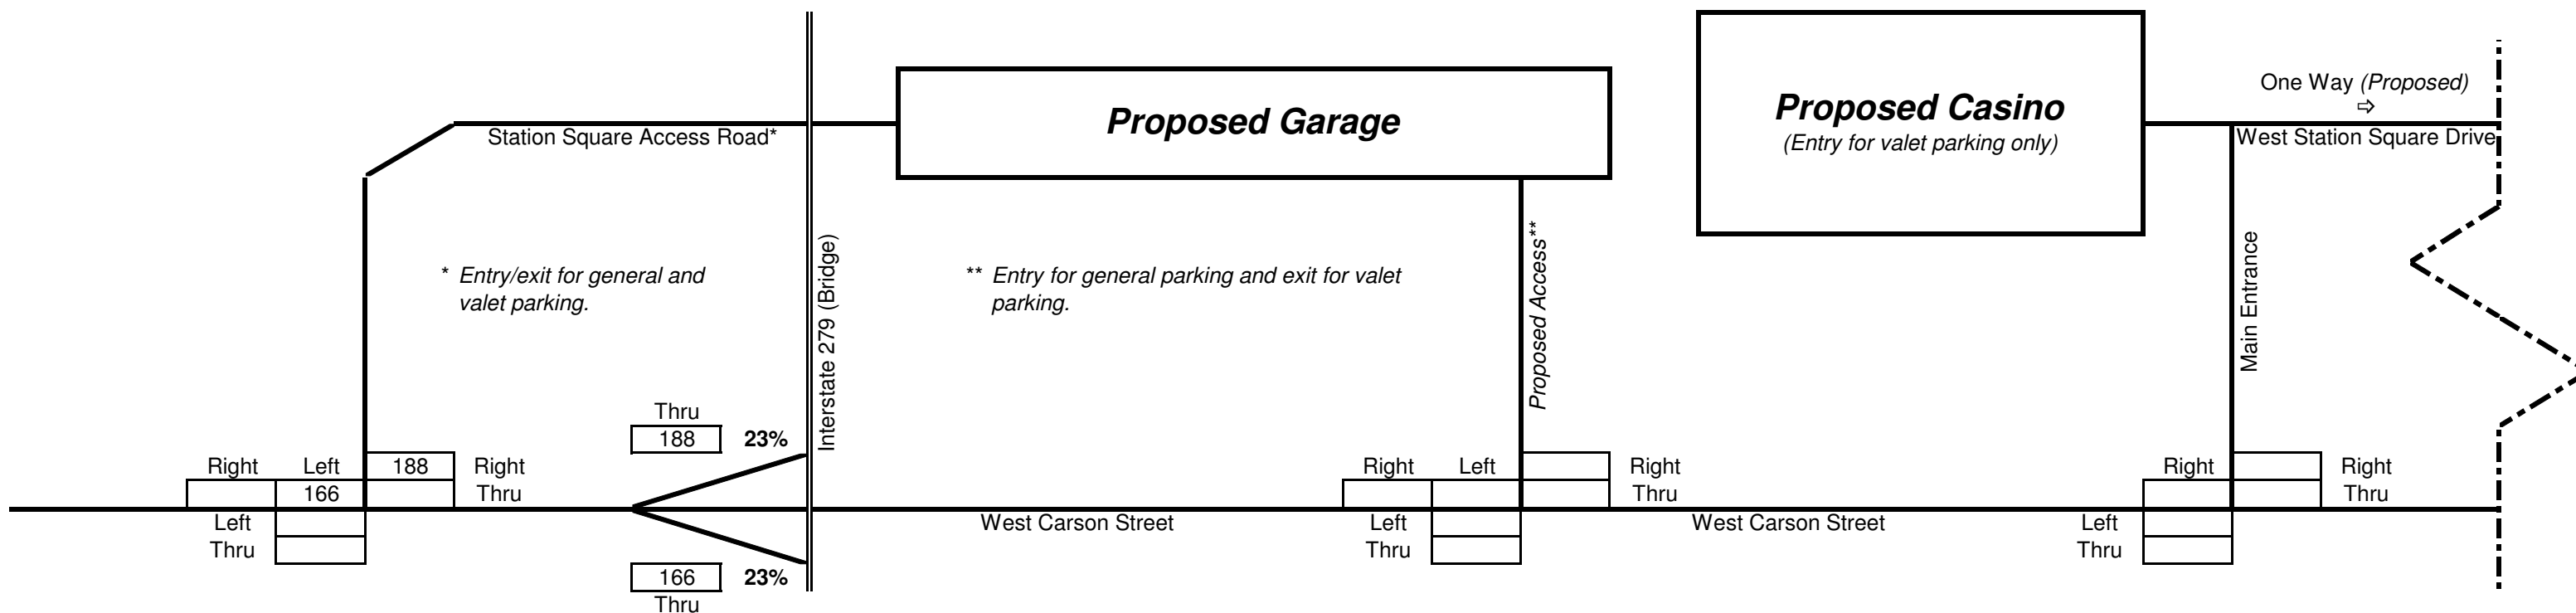 One Way (Proposed)
⇨
Proposed Garage
Proposed Casino
(Entry for valet parking only)
Station Square Access Road*
West Station Square Drive
* Entry/exit for general and
valet parking.
** Entry for general parking and exit for valet
parking.
Interstate 279 (Bridge)
Proposed Access**
Main Entrance
Thru
188 23%
Right Left 188 Right
166 Thru
Left
Thru
166 23%
Thru
West Carson Street
Right Left Right
Thru
Left
Thru
West Carson Street
Right Right
Thru
Left
Thru